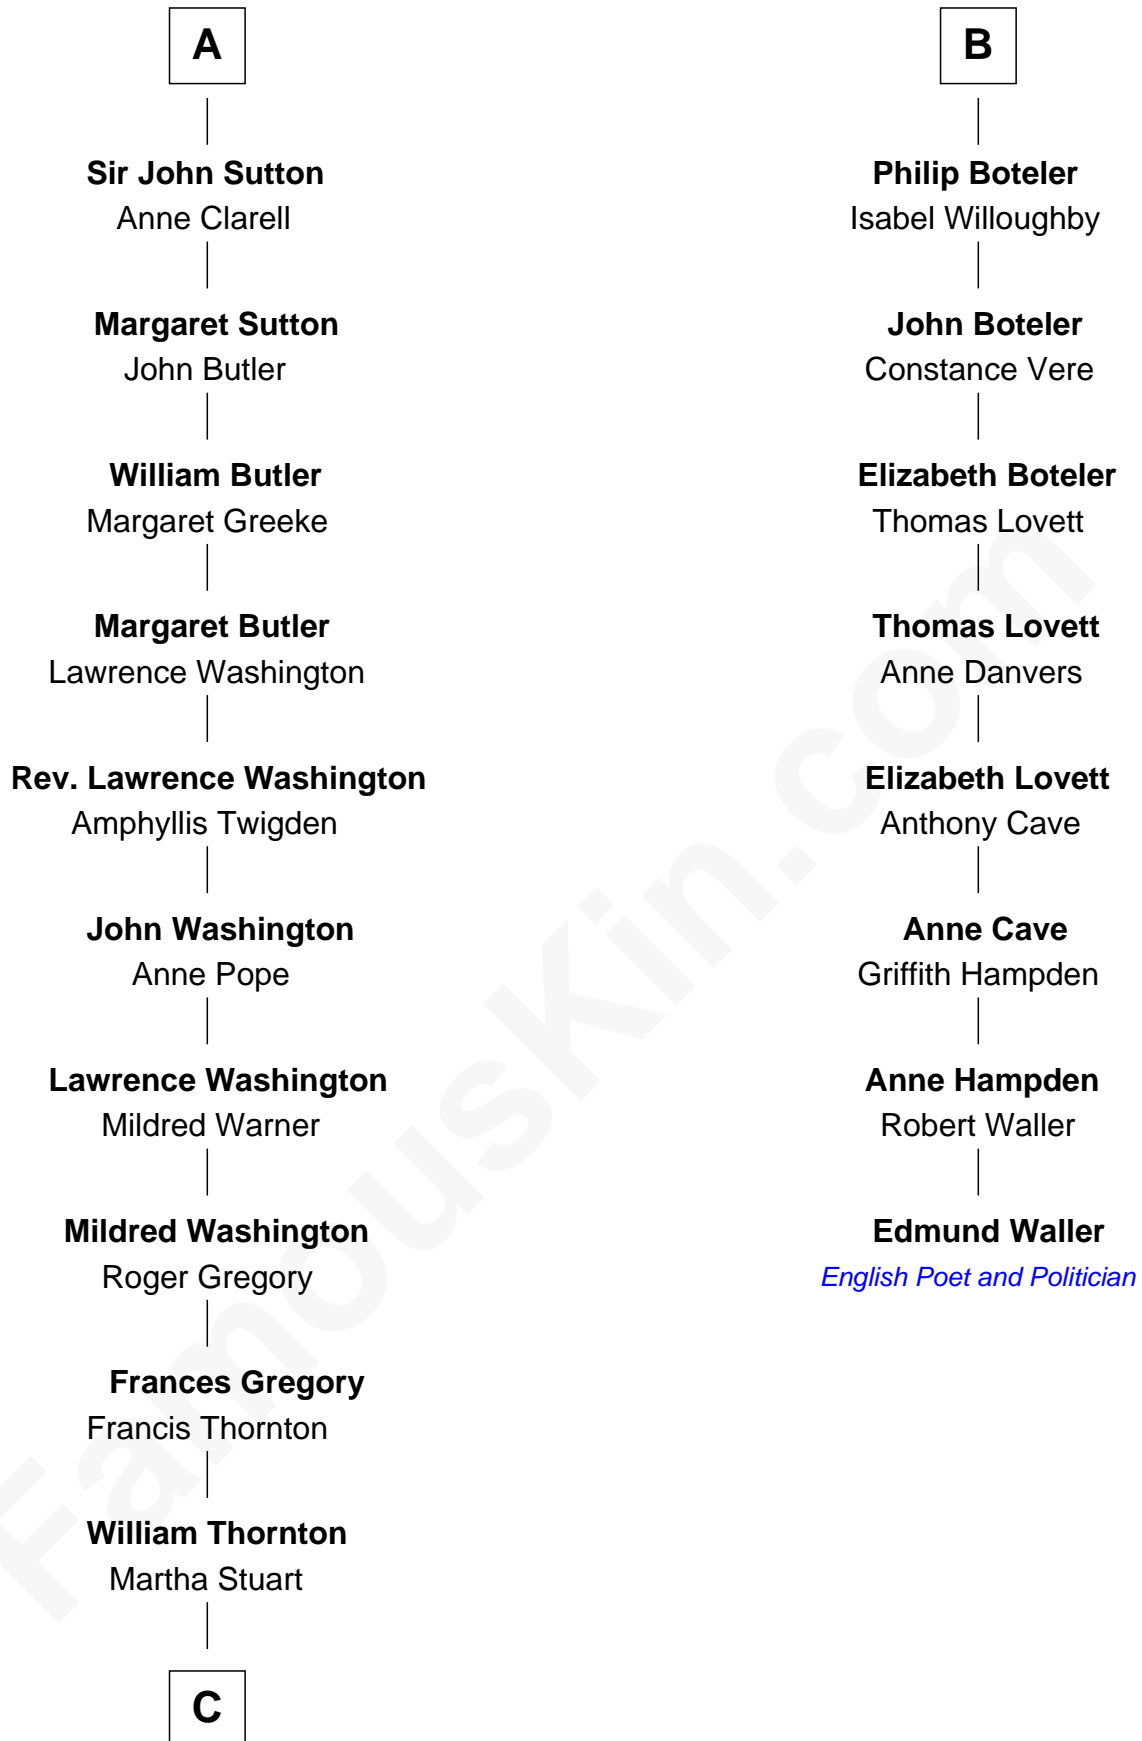 A
Sir John Sutton
Anne Clarell
Margaret Sutton
John Butler
William Butler
Margaret Greeke
Margaret Butler
Lawrence Washington
Rev. Lawrence Washington
Amphyllis Twigden
John Washington
Anne Pope
Lawrence Washington
Mildred Warner
Mildred Washington
Roger Gregory
Frances Gregory
Francis Thornton
William Thornton
Martha Stuart
C
B
Philip Boteler
Isabel Willoughby
John Boteler
Constance Vere
Elizabeth Boteler
Thomas Lovett
Thomas Lovett
Anne Danvers
Elizabeth Lovett
Anthony Cave
Anne Cave
Griffith Hampden
Anne Hampden
Robert Waller
Edmund Waller
English Poet and Politician
FamousKin.com